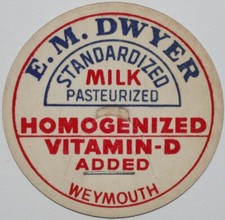 E. M. DWYER
STANDARDIZED
MILK
PASTEURIZED
HOMOGENIZED
VITAMIN-D
ADDED
WEYMOUTH